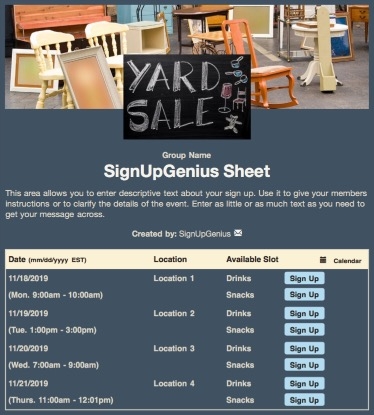 YARD
SALE
Group Name
SignUpGenius Sheet
This area allows you to enter descriptive text about your sign up. Use it to give your members
instructions or to clarify the details of the event. Enter as little or as much text as you need to
get your message across.
Created by: SignUpGenius
Date (mm/dd/yyyy EST) Location Available Slot Calendar
11/18/2019 Location 1 Drinks Sign Up
(Mon. 9:00am - 10:00am) Snacks Sign Up
11/19/2019 Location 2 Drinks Sign Up
(Tue. 1:00pm - 3:00pm) Snacks Sign Up
11/20/2019 Location 3 Drinks Sign Up
(Wed. 7:00am - 9:00am) Snacks Sign Up
11/21/2019 Location 4 Drinks Sign Up
(Thurs. 11:00am - 12:01pm) Snacks Sign Up